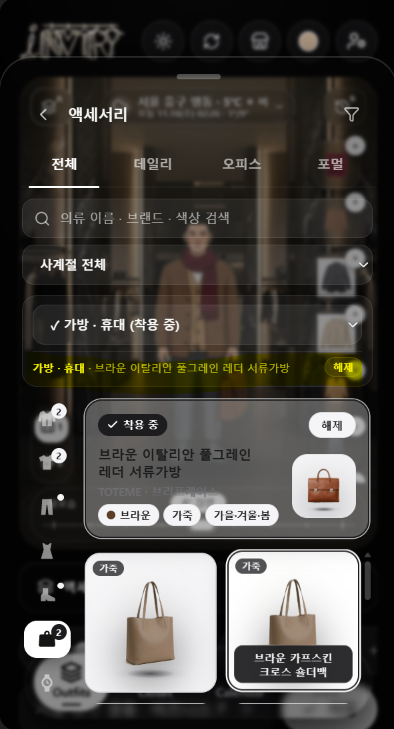 액세서리
전체
데일리
오피스
포멀
의류 이름 · 브랜드 · 색상 검색
사계절 전체
✓ 가방 · 휴대 (착용 중)
가방 · 휴대 · 브라운 이탈리안 풀그레인 레더 서류가방
해제
2
2
2
착용 중
해제
브라운 이탈리안 풀그레인
레더 서류가방
TOTEME
브라운
가죽
가을·겨울·봄
가죽
가죽
브라운 카프스킨
크로스 숄더백